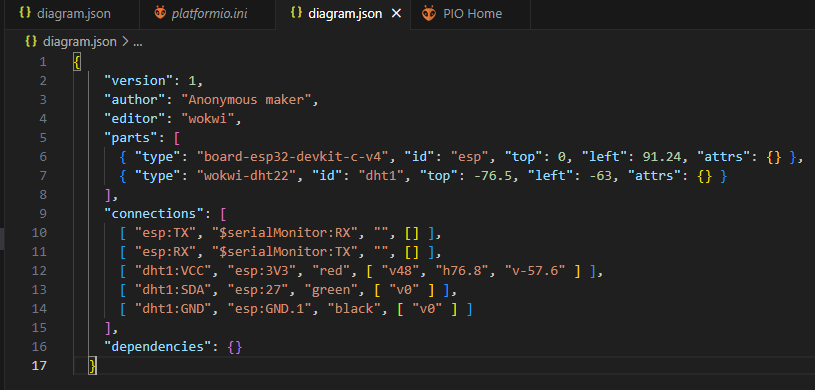 {} diagram.json platformio.ini {} diagram.json × PIO Home
{} diagram.json > ...
1 {
2 "version": 1,
3 "author": "Anonymous maker",
4 "editor": "wokwi",
5 "parts": [
6 { "type": "board-esp32-devkit-c-v4", "id": "esp", "top": 0, "left": 91.24, "attrs": {} },
7 { "type": "wokwi-dht22", "id": "dht1", "top": -76.5, "left": -63, "attrs": {} }
8 ],
9 "connections": [
10 [ "esp:TX", "$serialMonitor:RX", "", [] ],
11 [ "esp:RX", "$serialMonitor:TX", "", [] ],
12 [ "dht1:VCC", "esp:3V3", "red", [ "v48", "h76.8", "v-57.6" ] ],
13 [ "dht1:SDA", "esp:27", "green", [ "v0" ] ],
14 [ "dht1:GND", "esp:GND.1", "black", [ "v0" ] ]
15 ],
16 "dependencies": {}
17 }